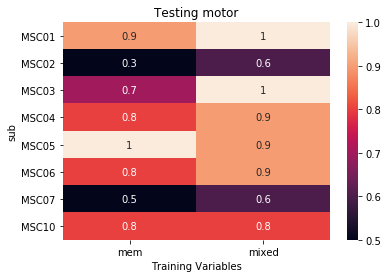 Testing motor
MSC01 0.9 1
MSC02 0.3 0.6
MSC03 0.7 1
MSC04 0.8 0.9
MSC05 1 0.9
MSC06 0.8 0.9
MSC07 0.5 0.6
MSC10 0.8 0.8
sub
mem mixed
Training Variables
1.0
0.9
0.8
0.7
0.6
0.5